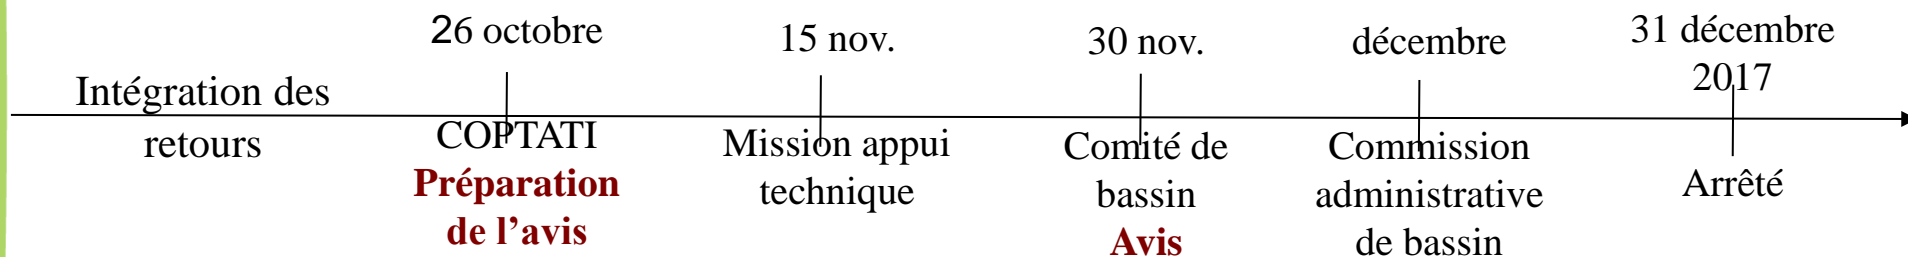 Intégration des
retours
26 octobre
COPTATI
Préparation
de l’avis
15 nov.
Mission appui
technique
30 nov.
Comité de
bassin
Avis
décembre
Commission
administrative
de bassin
31 décembre
2017
Arrêté